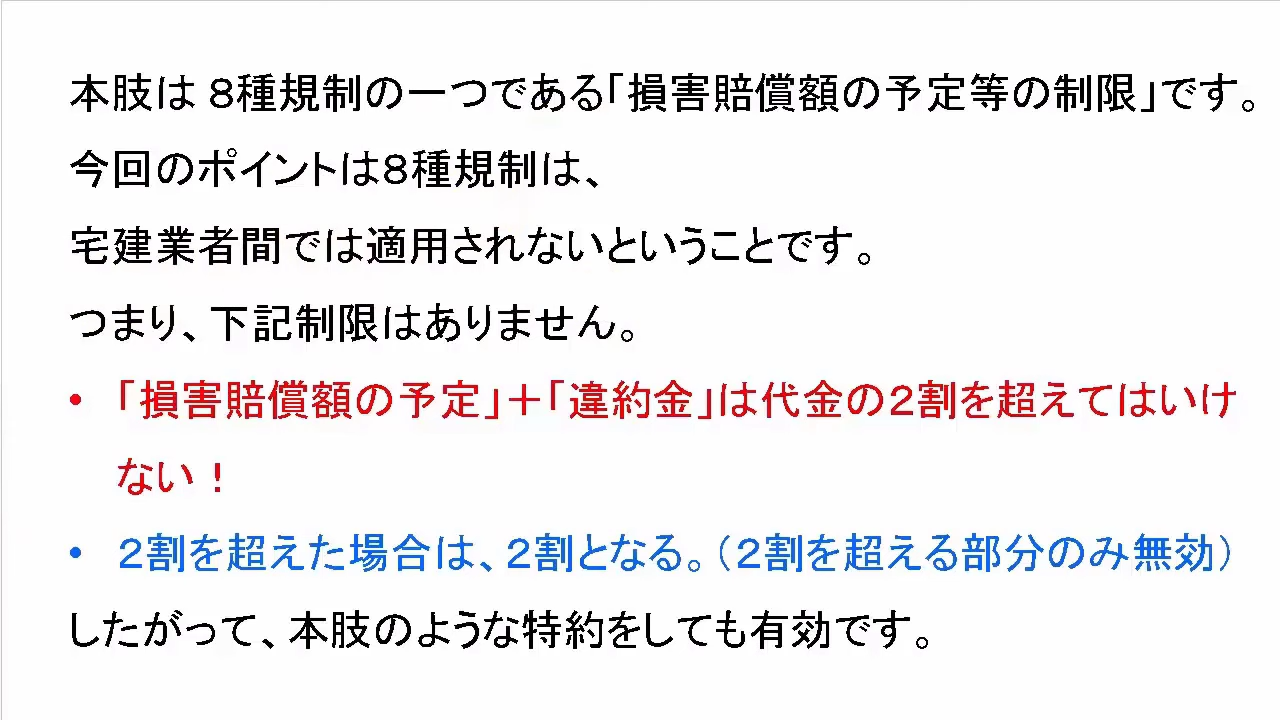 本肢は８種規制の一つである「損害賠償額の予定等の制限」です。
今回のポイントは８種規制は、
宅建業者間では適用されないということです。
つまり、下記制限はありません。
• 「損害賠償額の予定」＋「違約金」は代金の２割を超えてはいけ
ない！
• ２割を超えた場合は、２割となる。（２割を超える部分のみ無効）
したがって、本肢のような特約をしても有効です。